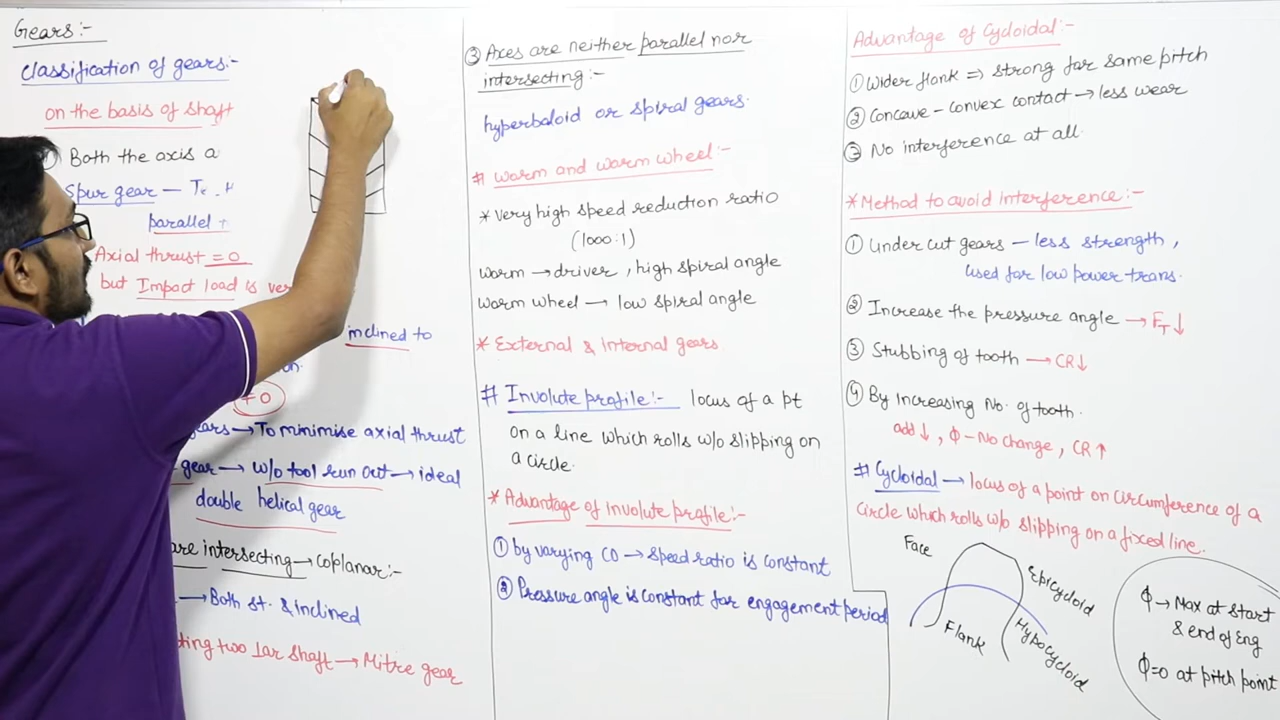 Gears:-
Classification of gears:-
on the basis of shaft
Both the axis a
Spur gear — T
parallel
Axial thrust = 0
but Impact load is ver
inclined to
≠ 0
gears → To minimise axial thrust
gear → w/o tool run out → ideal
double helical gear
are intersecting → coplanar:-
→ Both st. & inclined
ting two ⊥ar shaft → Mitre gear
③ Axes are neither parallel nor
intersecting:-
hyperbaloid or spiral gears.
# Worm and worm wheel:-
* Very high speed reduction ratio
(1000:1)
Worm → driver, high spiral angle
Worm wheel → low spiral angle
* External & Internal gears
# Involute profile:- locus of a pt
on a line which rolls w/o slipping on
a circle.
* Advantage of Involute profile:-
① by varying CD → speed ratio is constant
② Pressure angle is constant for engagement period
Advantage of Cycloidal:-
① Wider flank ⇒ strong for same pitch
② Concave - convex contact → less wear
③ No interference at all.
* Method to avoid interference:-
① Under cut gears — less strength,
used for low power trans.
② Increase the pressure angle → FT↓
③ Stubbing of tooth → CR↓
④ By increasing No. of tooth.
add↓, ϕ - No change, CR↑
# Cycloidal → locus of a point on circumference of a
circle which rolls w/o slipping on a fixed line.
Face
Epicycloid
Flank
Hypocycloid
ϕ → Max at start
& end of Eng
ϕ=0 at pitch point